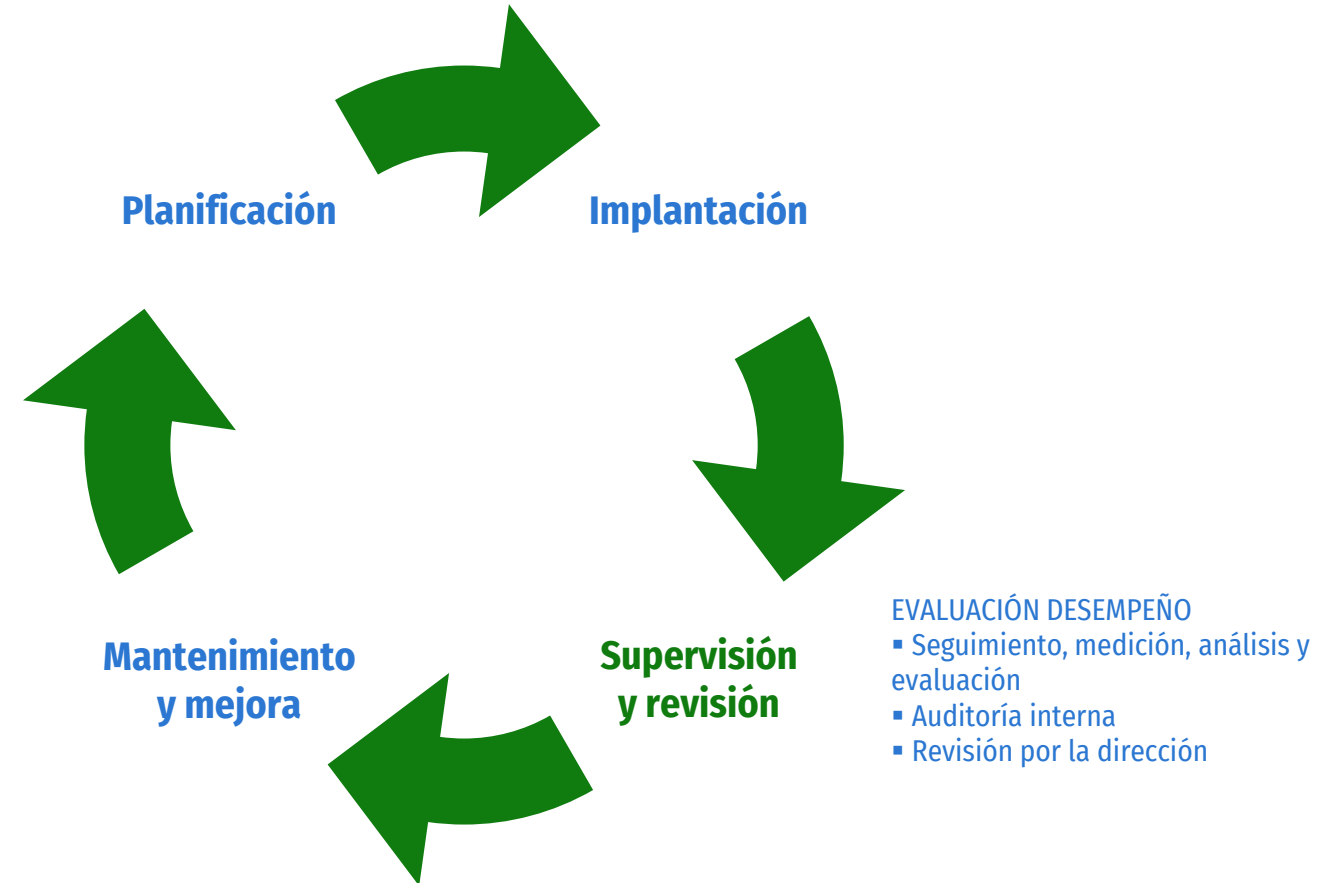 Planificación
Implantación
Mantenimiento
y mejora
Supervisión
y revisión
EVALUACIÓN DESEMPEÑO
▪ Seguimiento, medición, análisis y
evaluación
▪ Auditoría interna
▪ Revisión por la dirección